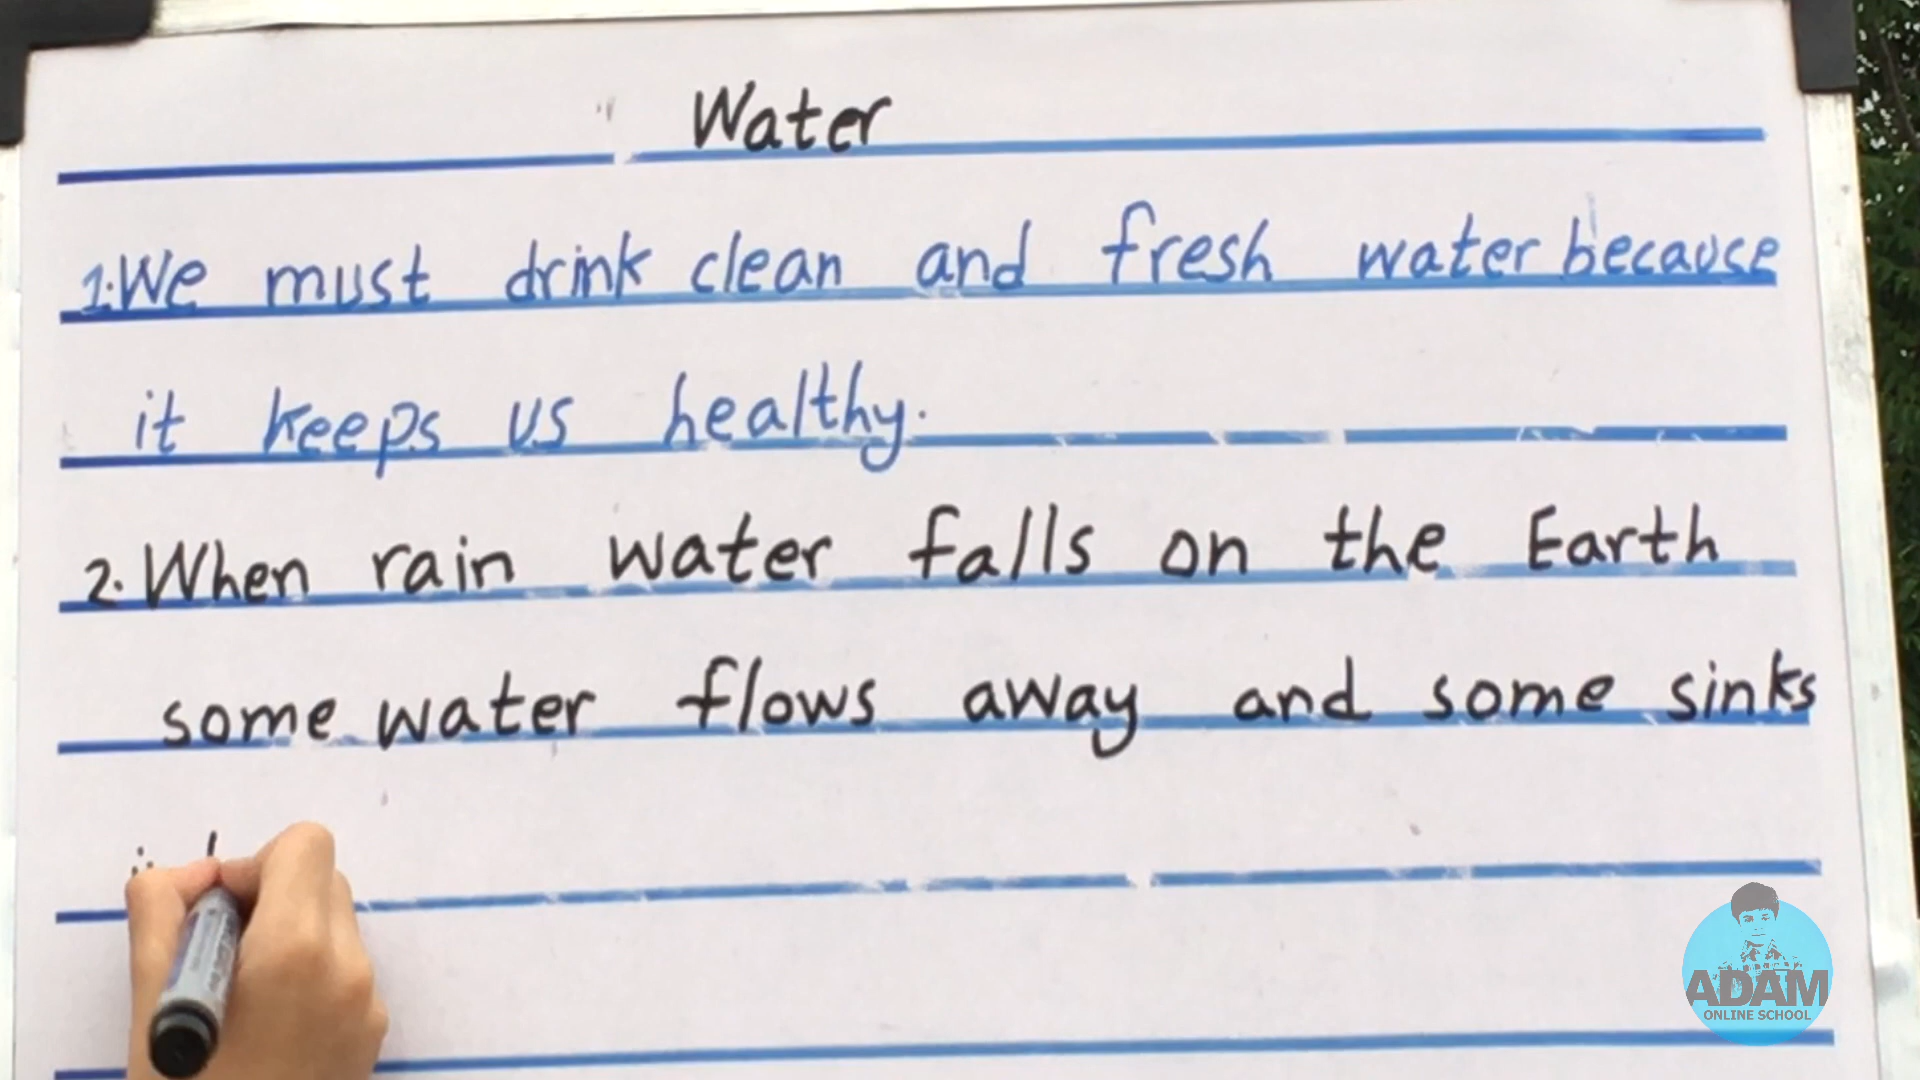 Water
1. We must drink clean and fresh water because
it keeps us healthy.
2. When rain water falls on the Earth
some water flows away and some sinks
ADAM
ONLINE SCHOOL